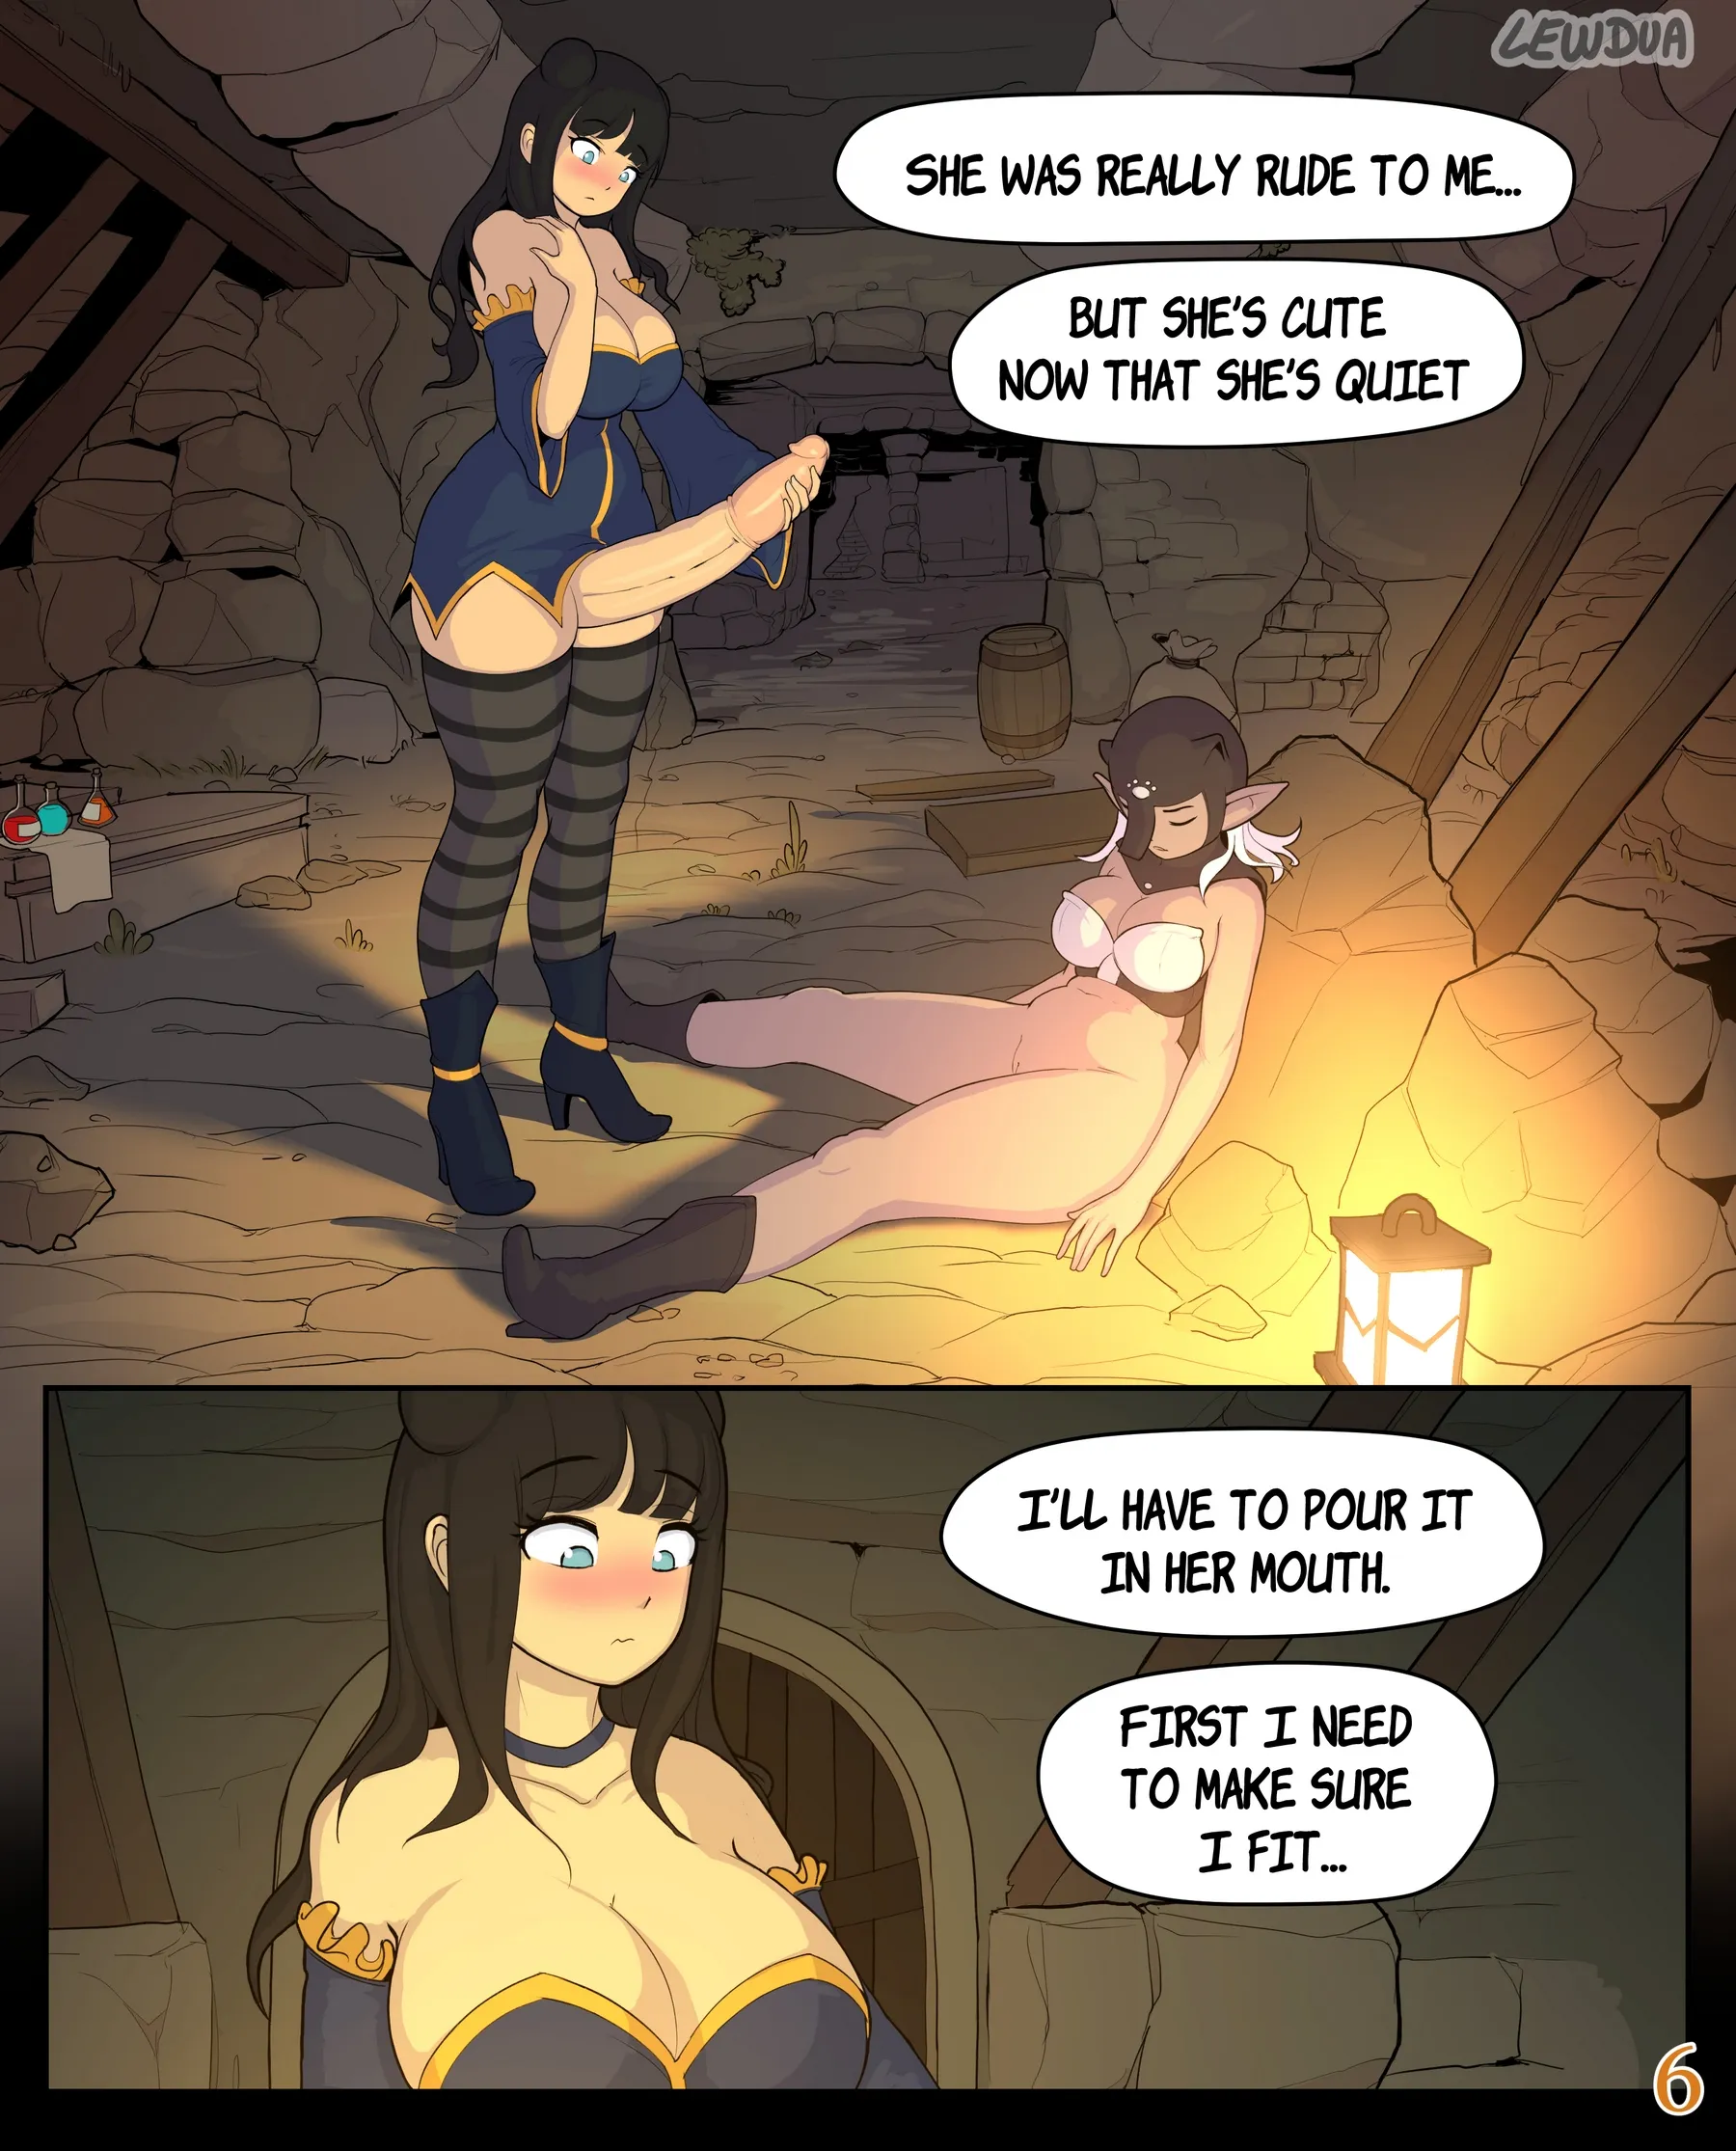 LEWDUA
SHE WAS REALLY RUDE TO ME...
BUT SHE'S CUTE
NOW THAT SHE'S QUIET
I'LL HAVE TO POUR IT
IN HER MOUTH.
FIRST I NEED
TO MAKE SURE
I FIT...
6